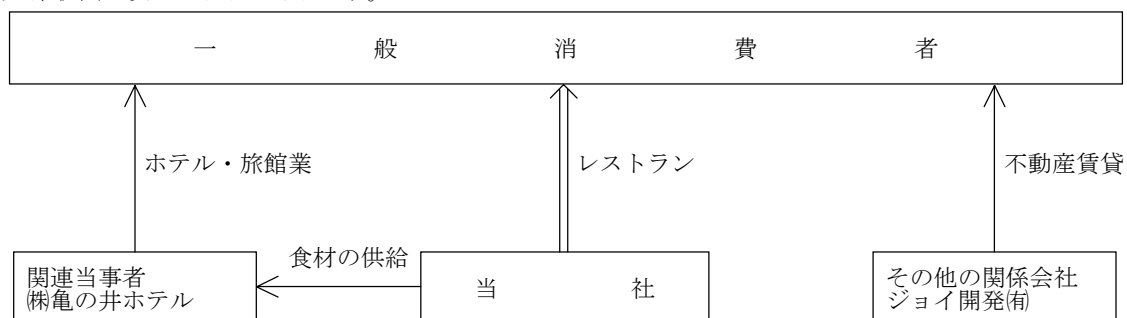 一般消費者
ホテル・旅館業
レストラン
不動産賃貸
食材の供給
関連当事者
㈱亀の井ホテル
当社
その他の関係会社
ジョイ開発㈲